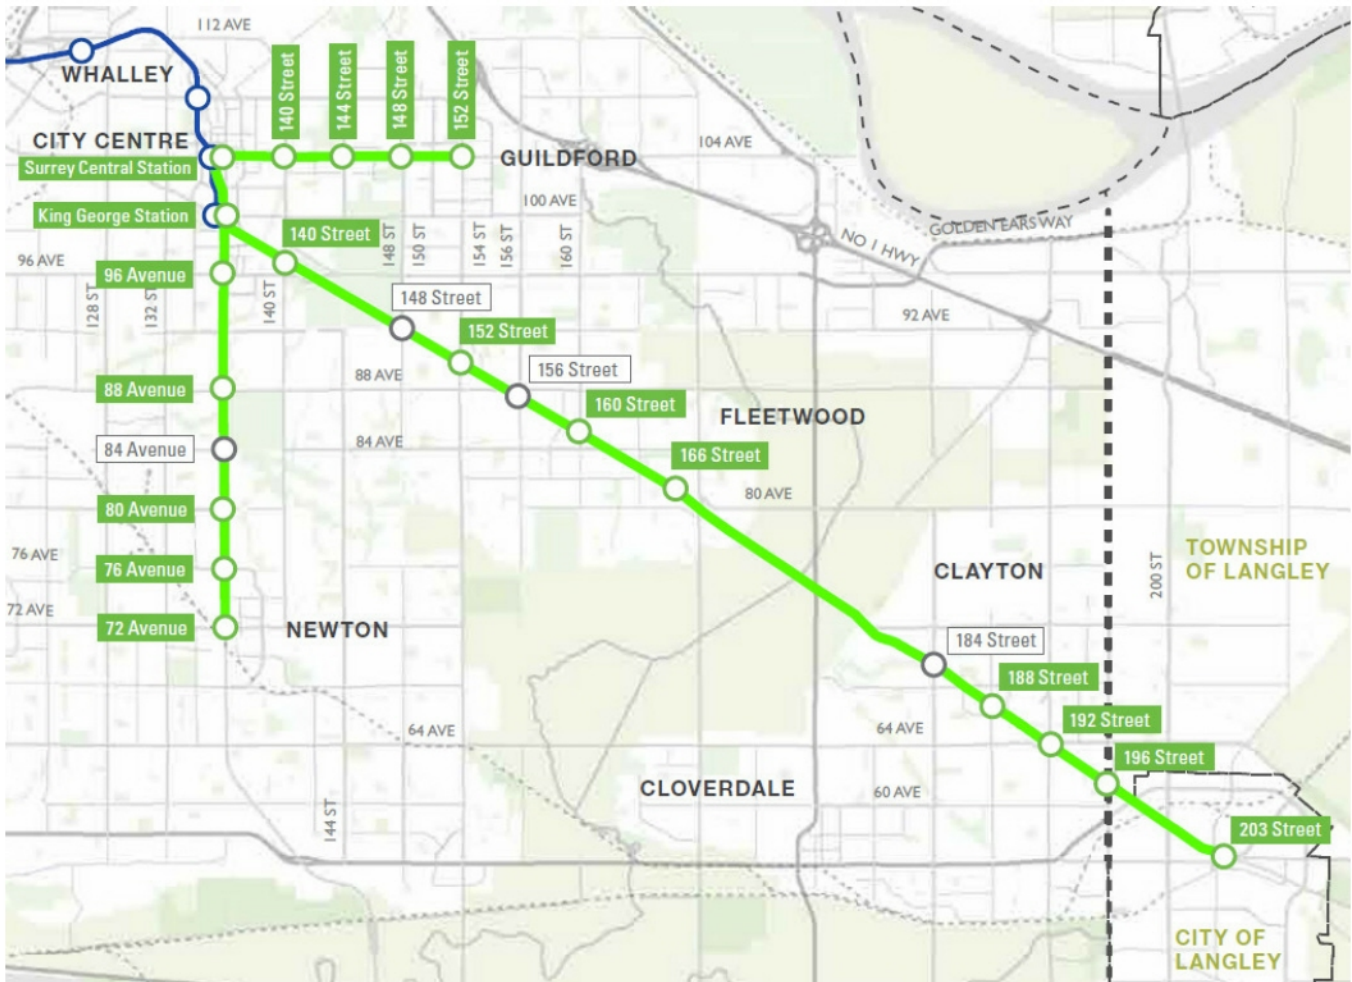 112 AVE
WHALLEY
140 Street
144 Street
148 Street
152 Street
CITY CENTRE
Surrey Central Station
GUILDFORD
104 AVE
100 AVE
King George Station
140 Street
148 ST
150 ST
154 ST
156 ST
160 ST
NO 1 HWY
GOLDEN EARS WAY
96 AVE
96 Avenue
128 ST
132 ST
140 ST
148 Street
92 AVE
152 Street
88 AVE
156 Street
88 Avenue
160 Street
FLEETWOOD
84 Avenue
84 AVE
166 Street
80 AVE
80 Avenue
76 AVE
76 Avenue
CLAYTON
200 ST
TOWNSHIP
OF LANGLEY
72 AVE
72 Avenue
NEWTON
184 Street
188 Street
64 AVE
64 AVE
192 Street
196 Street
CLOVERDALE
60 AVE
144 ST
203 Street
CITY OF
LANGLEY